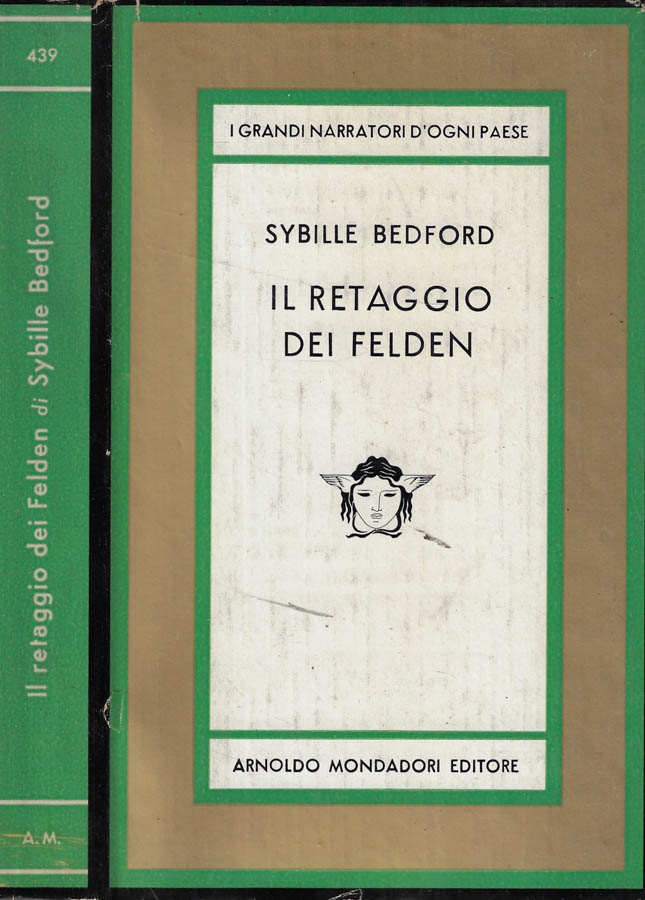 439
Il retaggio dei Felden di Sybille Bedford
A.M.
I GRANDI NARRATORI D'OGNI PAESE
SYBILLE BEDFORD
IL RETAGGIO
DEI FELDEN
ARNOLDO MONDADORI EDITORE